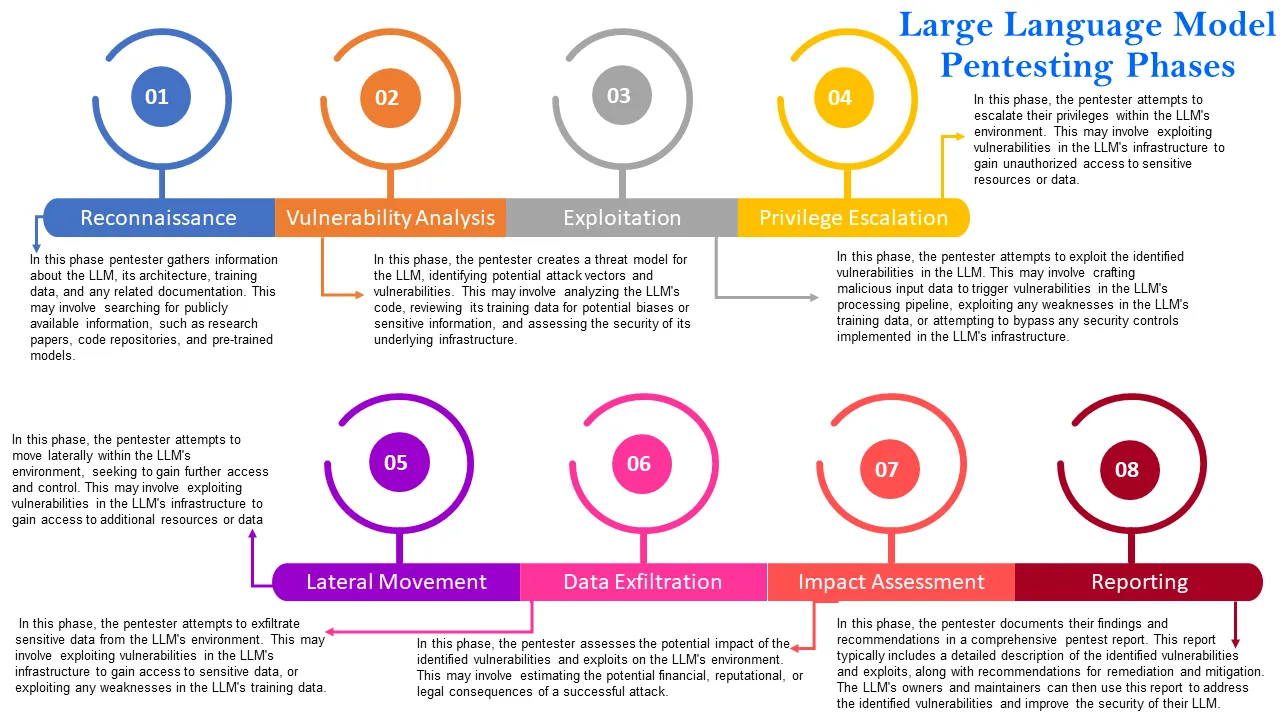 Large Language Model
Pentesting Phases
01
02
03
04
Reconnaissance
Vulnerability Analysis
Exploitation
Privilege Escalation
In this phase pentester gathers information
about the LLM, its architecture, training
data, and any related documentation. This
may involve searching for publicly
available information, such as research
papers, code repositories, and pre-trained
models.
In this phase, the pentester creates a threat model for
the LLM, identifying potential attack vectors and
vulnerabilities. This may involve analyzing the LLM's
code, reviewing its training data for potential biases or
sensitive information, and assessing the security of its
underlying infrastructure.
In this phase, the pentester attempts to exploit the identified
vulnerabilities in the LLM. This may involve crafting
malicious input data to trigger vulnerabilities in the LLM's
processing pipeline, exploiting any weaknesses in the LLM's
training data, or attempting to bypass any security controls
implemented in the LLM's infrastructure.
In this phase, the pentester attempts to
escalate their privileges within the LLM's
environment. This may involve exploiting
vulnerabilities in the LLM's infrastructure to
gain unauthorized access to sensitive
resources or data.
05
06
07
08
Lateral Movement
Data Exfiltration
Impact Assessment
Reporting
In this phase, the pentester attempts to
move laterally within the LLM's
environment, seeking to gain further access
and control. This may involve exploiting
vulnerabilities in the LLM's infrastructure to
gain access to additional resources or data
In this phase, the pentester attempts to exfiltrate
sensitive data from the LLM's environment. This may
involve exploiting vulnerabilities in the LLM's
infrastructure to gain access to sensitive data, or
exploiting any weaknesses in the LLM's training data.
In this phase, the pentester assesses the potential impact of the
identified vulnerabilities and exploits on the LLM's environment.
This may involve estimating the potential financial, reputational, or
legal consequences of a successful attack.
In this phase, the pentester documents their findings and
recommendations in a comprehensive pentest report. This report
typically includes a detailed description of the identified vulnerabilities
and exploits, along with recommendations for remediation and mitigation.
The LLM's owners and maintainers can then use this report to address
the identified vulnerabilities and improve the security of their LLM.